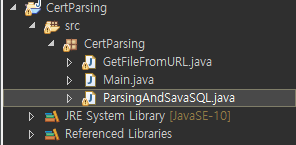 CertParsing
src
CertParsing
GetFileFromURL.java
Main.java
ParsingAndSavaSQL.java
JRE System Library [JavaSE-10]
Referenced Libraries